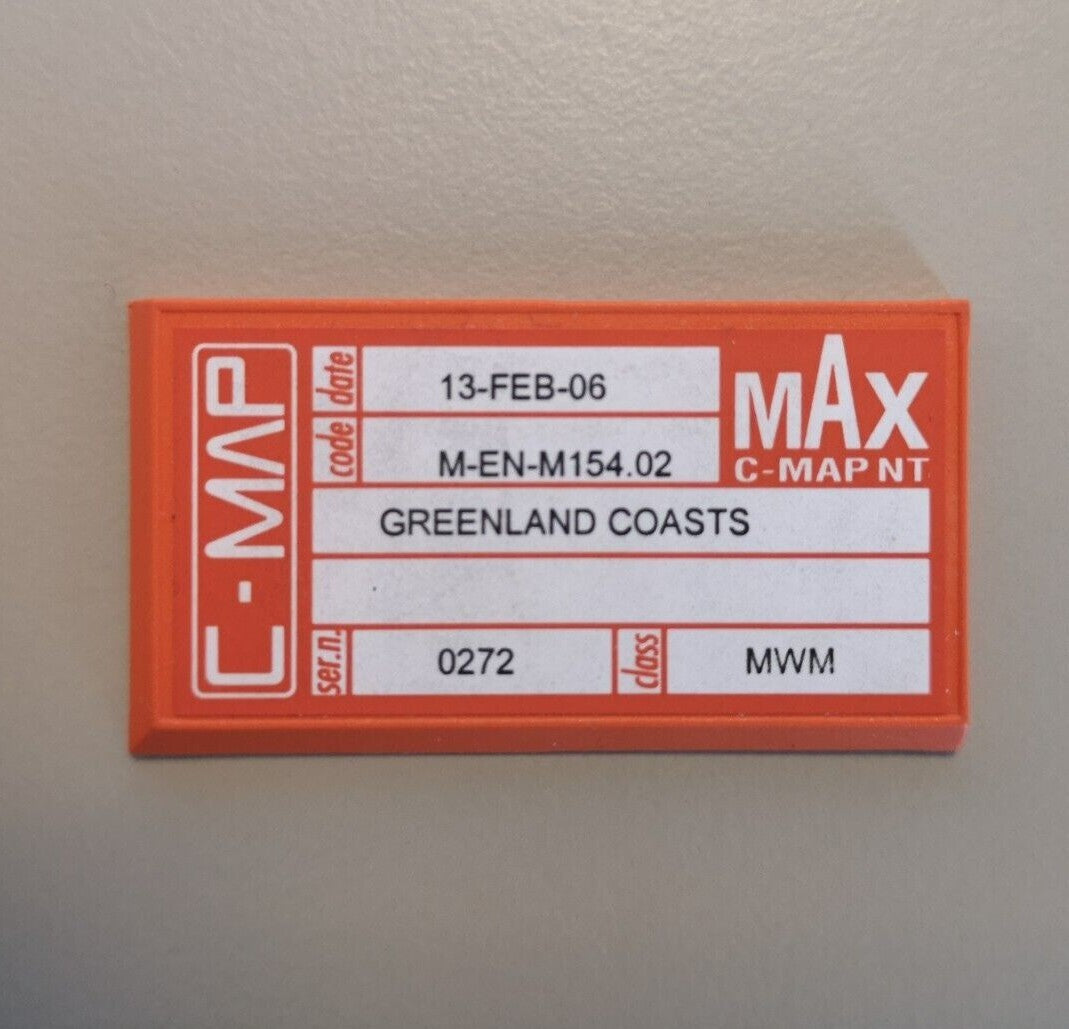 C-MAP
date 13-FEB-06
code M-EN-M154.02
MAX
C-MAP NT
GREENLAND COASTS
ser.n. 0272 class MWM